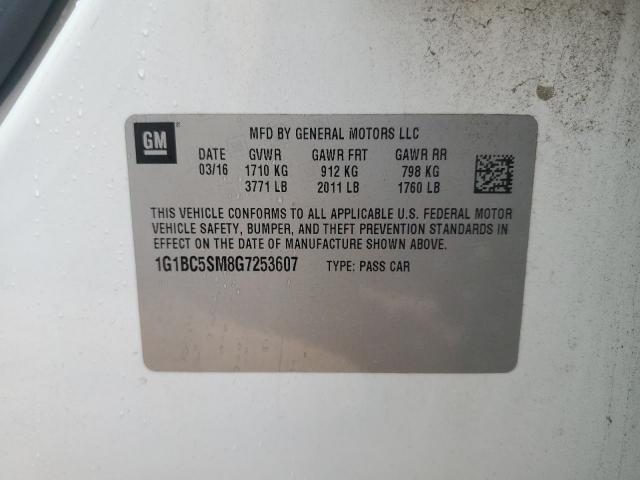 GM
MFD BY GENERAL MOTORS LLC
DATE GVWR GAWR FRT GAWR RR
03/16 1710 KG 912 KG 798 KG
3771 LB 2011 LB 1760 LB
THIS VEHICLE CONFORMS TO ALL APPLICABLE U.S. FEDERAL MOTOR
VEHICLE SAFETY, BUMPER, AND THEFT PREVENTION STANDARDS IN
EFFECT ON THE DATE OF MANUFACTURE SHOWN ABOVE.
1G1BC5SM8G7253607 TYPE: PASS CAR